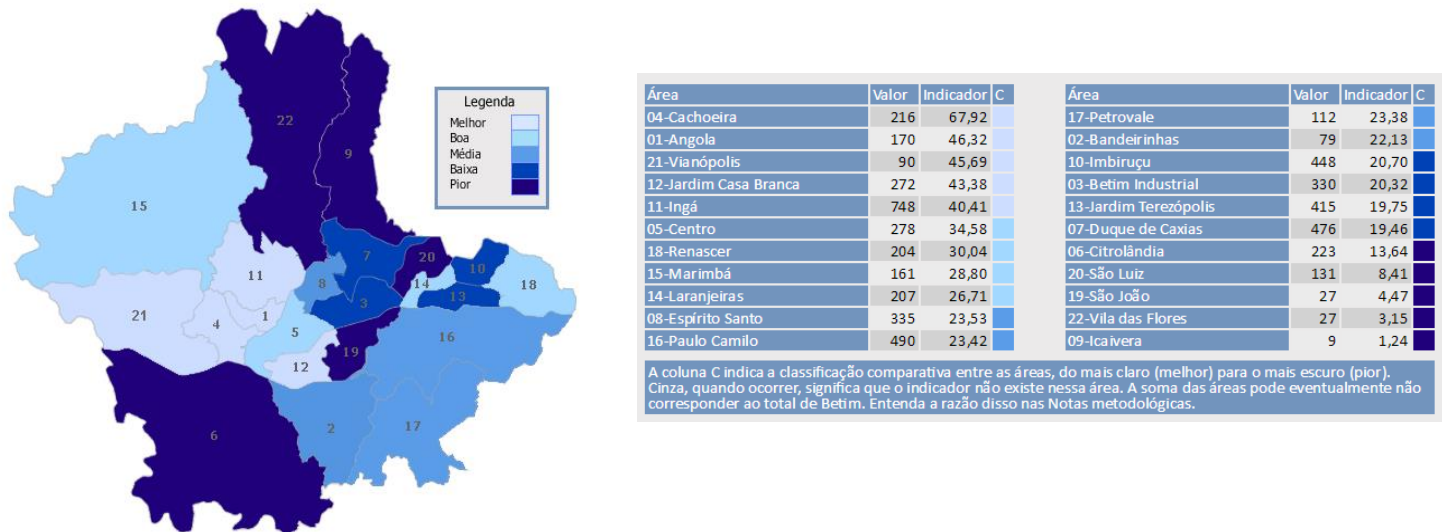 22
9
15
11
7
20
10
8
14
13
18
3
21
4
1
5
16
12
19
6
2
17
Legenda
Melhor
Boa
Média
Baixa
Pior
Área Valor Indicador C
04-Cachoeira 216 67,92
01-Angola 170 46,32
21-Vianópolis 90 45,69
12-Jardim Casa Branca 272 43,38
11-Ingá 748 40,41
05-Centro 278 34,58
18-Renascer 204 30,04
15-Marimbá 161 28,80
14-Laranjeiras 207 26,71
08-Espírito Santo 335 23,53
16-Paulo Camilo 490 23,42
Área Valor Indicador C
17-Petrovale 112 23,38
02-Bandeirinhas 79 22,13
10-Imbiruçu 448 20,70
03-Betim Industrial 330 20,32
13-Jardim Terezópolis 415 19,75
07-Duque de Caxias 476 19,46
06-Citrolândia 223 13,64
20-São Luiz 131 8,41
19-São João 27 4,47
22-Vila das Flores 27 3,15
09-Icaivera 9 1,24
A coluna C indica a classificação comparativa entre as áreas, do mais claro (melhor) para o mais escuro (pior).
Cinza, quando ocorrer, significa que o indicador não existe nessa área. A soma das áreas pode eventualmente não
corresponder ao total de Betim. Entenda a razão disso nas Notas metodológicas.